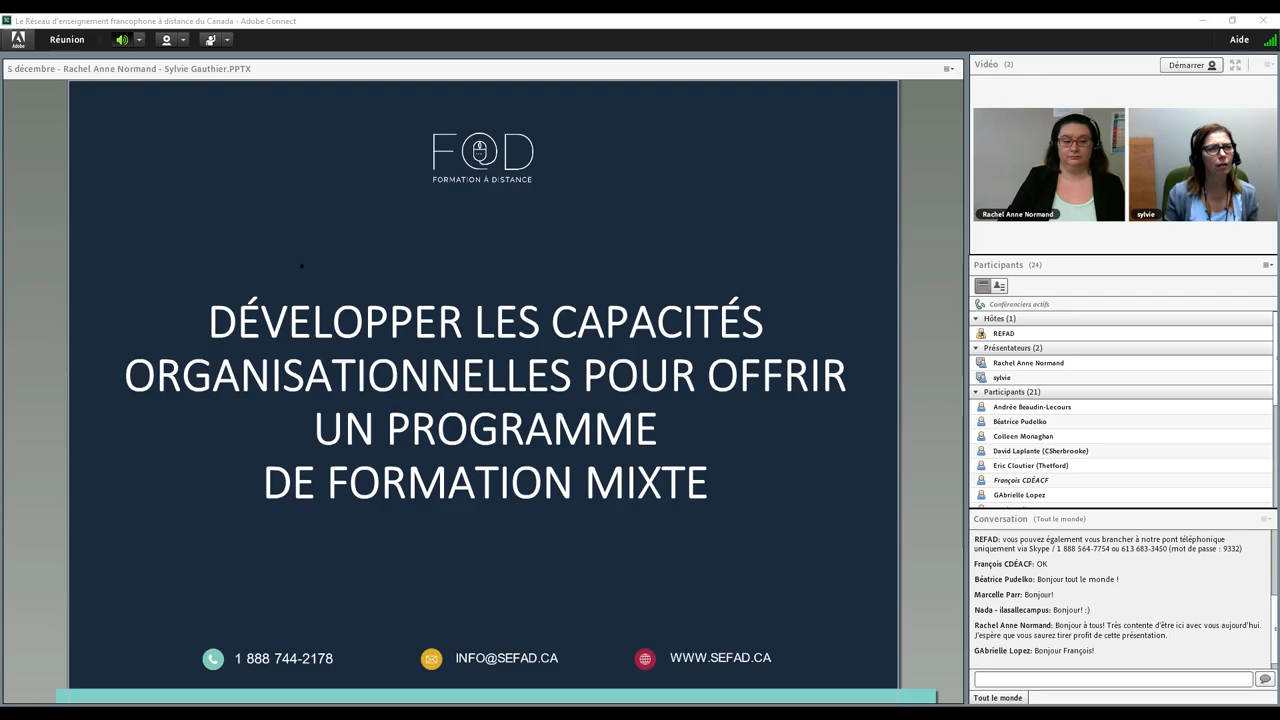 Le Réseau d'enseignement francophone à distance du Canada - Adobe Connect
Adobe
Réunion
Aide
5 décembre - Rachel Anne Normand - Sylvie Gauthier.PPTX
F@D
FORMATION À DISTANCE
DÉVELOPPER LES CAPACITÉS
ORGANISATIONNELLES POUR OFFRIR
UN PROGRAMME
DE FORMATION MIXTE
1 888 744-2178
INFO@SEFAD.CA
WWW.SEFAD.CA
Vidéo (2)
Démarrer
Rachel Anne Normand
sylvie
Participants (24)
Conférenciers actifs
Hôtes (1)
REFAD
Présentateurs (2)
Rachel Anne Normand
sylvie
Participants (21)
Andrée Beaudin-Lecours
Béatrice Pudelko
Colleen Monaghan
David Laplante (CSherbrooke)
Eric Cloutier (Thetford)
François CDÉACF
GAbrielle Lopez
Conversation (Tout le monde)
REFAD: vous pouvez également vous brancher à notre pont téléphonique
uniquement via Skype / 1 888 564-7754 ou 613 683-3450 (mot de passe : 9332)
François CDÉACF: OK
Béatrice Pudelko: Bonjour tout le monde !
Marcelle Parr: Bonjour!
Nada - ilasallecampus: Bonjour! :)
Rachel Anne Normand: Bonjour à tous! Très contente d'être ici avec vous aujourd'hui.
J'espère que vous saurez tirer profit de cette présentation.
GAbrielle Lopez: Bonjour François!
Tout le monde